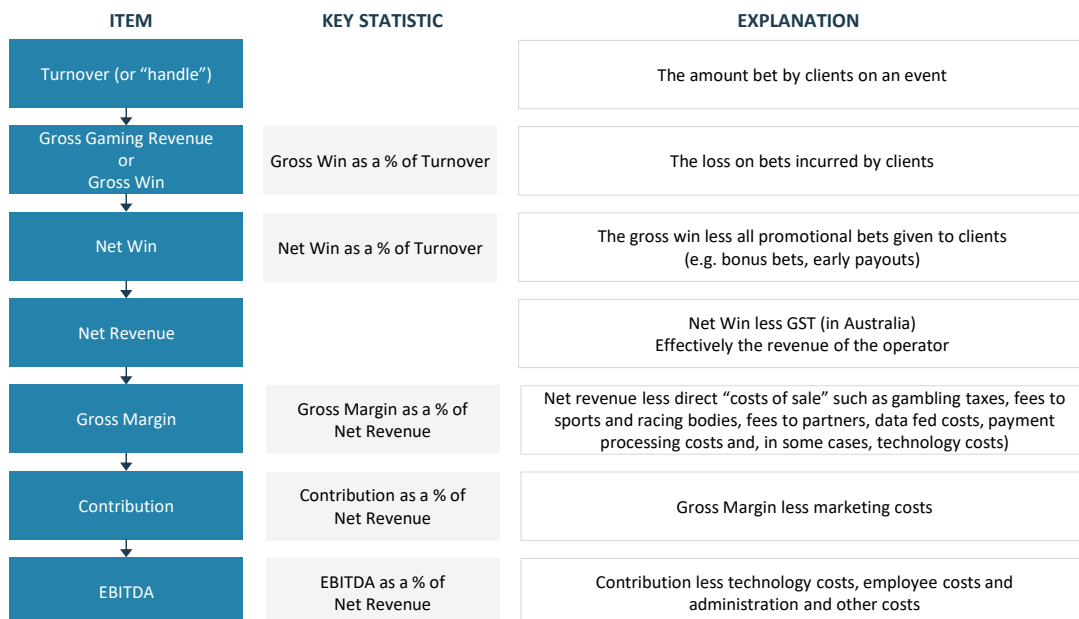 ITEM KEY STATISTIC EXPLANATION
Turnover (or “handle”)
The amount bet by clients on an event
Gross Gaming Revenue
or
Gross Win
Gross Win as a % of Turnover
The loss on bets incurred by clients
Net Win
Net Win as a % of Turnover
The gross win less all promotional bets given to clients
(e.g. bonus bets, early payouts)
Net Revenue
Net Win less GST (in Australia)
Effectively the revenue of the operator
Gross Margin
Gross Margin as a % of
Net Revenue
Net revenue less direct “costs of sale” such as gambling taxes, fees to
sports and racing bodies, fees to partners, data fed costs, payment
processing costs and, in some cases, technology costs)
Contribution
Contribution as a % of
Net Revenue
Gross Margin less marketing costs
EBITDA
EBITDA as a % of
Net Revenue
Contribution less technology costs, employee costs and
administration and other costs